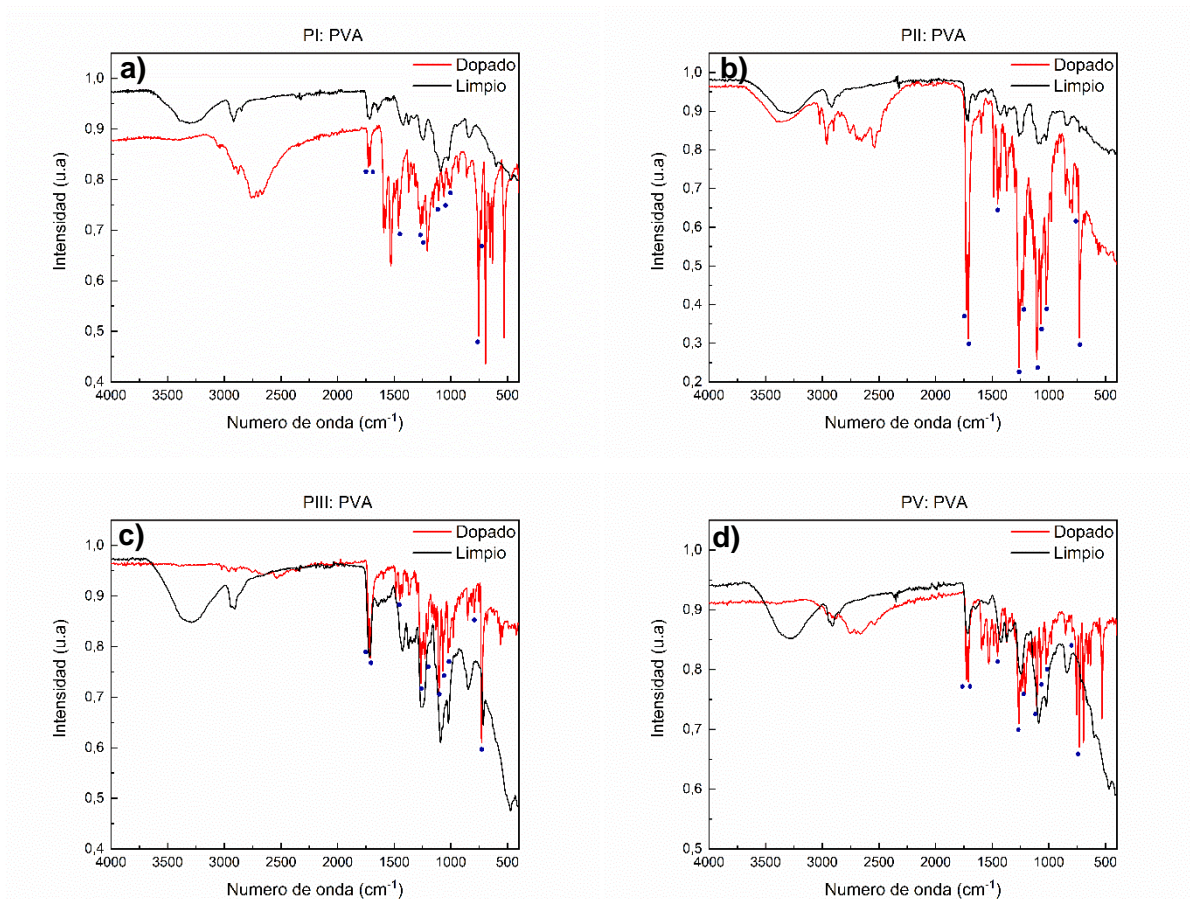 PI: PVA
a)
Dopado
Limpio
1,0
0,9
0,8
0,7
0,6
0,5
0,4
Intensidad (u.a)
4000 3500 3000 2500 2000 1500 1000 500
Numero de onda (cm-1)
PII: PVA
b)
Dopado
Limpio
1,0
0,9
0,8
0,7
0,6
0,5
0,4
0,3
0,2
Intensidad (u.a)
4000 3500 3000 2500 2000 1500 1000 500
Numero de onda (cm-1)
PIII: PVA
c)
Dopado
Limpio
1,0
0,9
0,8
0,7
0,6
0,5
0,4
Intensidad (u.a)
4000 3500 3000 2500 2000 1500 1000 500
Numero de onda (cm-1)
PV: PVA
d)
Dopado
Limpio
1,0
0,9
0,8
0,7
0,6
0,5
Intensidad (u.a)
4000 3500 3000 2500 2000 1500 1000 500
Numero de onda (cm-1)